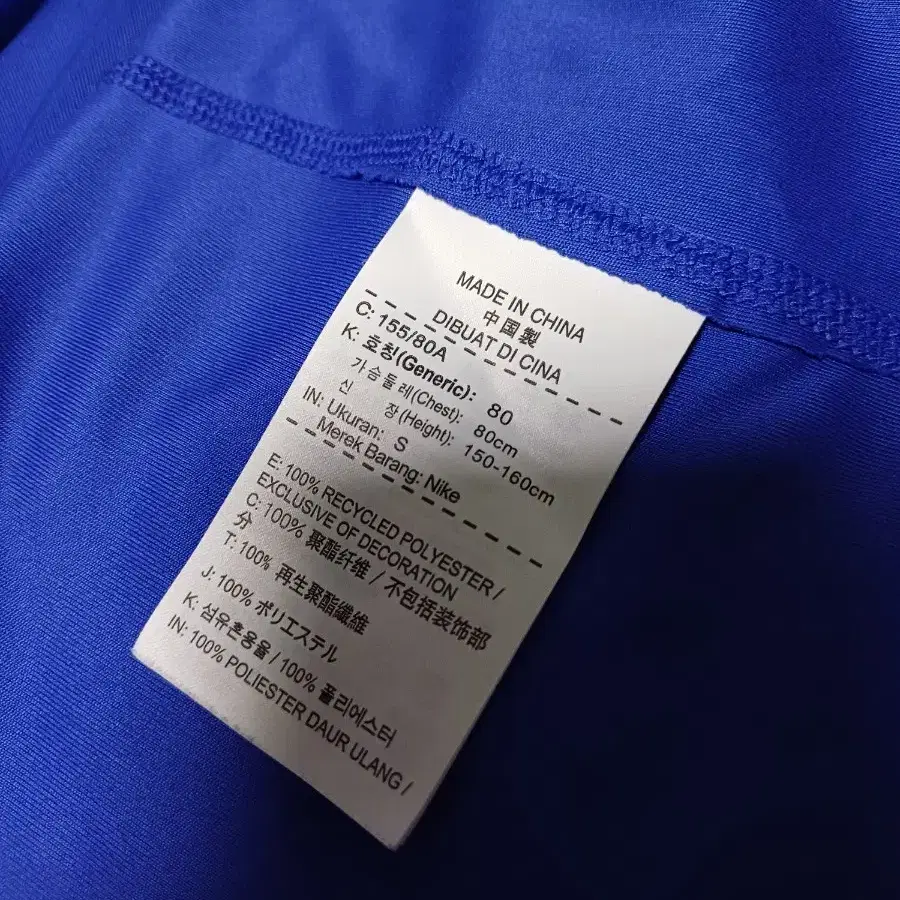 MADE IN CHINA
中国製
DIBUAT DI CINA
C: 155/80A
K: 호칭(Generic): 80
가슴둘레(Chest): 80cm
신 장(Height): 150-160cm
IN: Ukuran: S
Merek Barang: Nike
E: 100% RECYCLED POLYESTER /
EXCLUSIVE OF DECORATION
C: 100% 聚酯纤维 / 不包括装饰部
分
T: 100% 再生聚酯纖維
J: 100% ポリエステル
K: 섬유혼용율 / 100% 폴리에스터
IN: 100% POLIESTER DAUR ULANG /